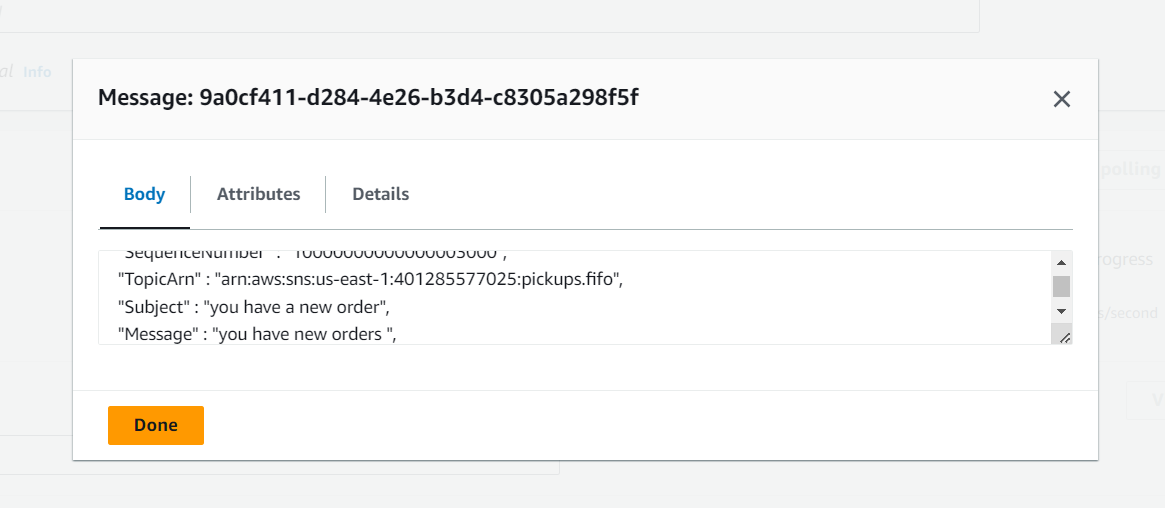 al Info
Message: 9a0cf411-d284-4e26-b3d4-c8305a298f5f
polling
Body Attributes Details
"SequenceNumber" : "10000000000000003000",
"TopicArn" : "arn:aws:sns:us-east-1:401285577025:pickups.fifo",
rogress
"Subject" : "you have a new order",
s/second
"Message" : "you have new orders ",
Done